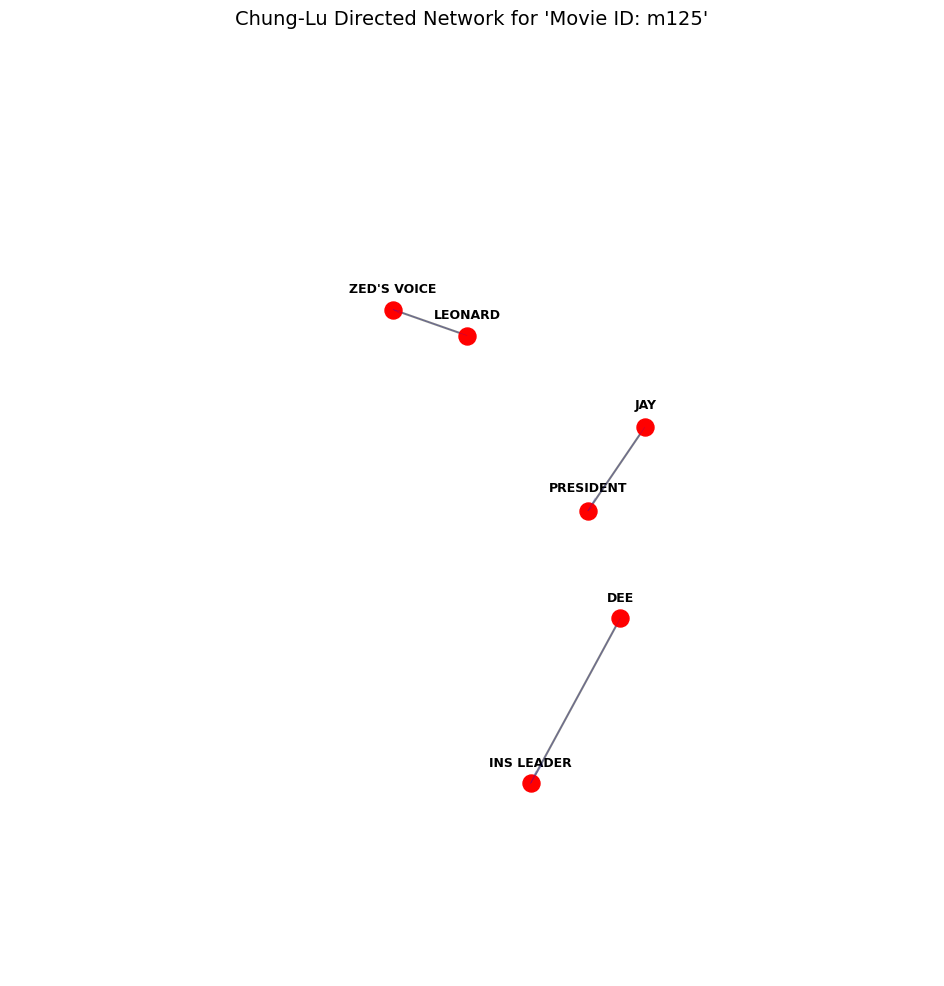 Chung-Lu Directed Network for 'Movie ID: m125'
ZED'S VOICE
LEONARD
JAY
PRESIDENT
DEE
INS LEADER